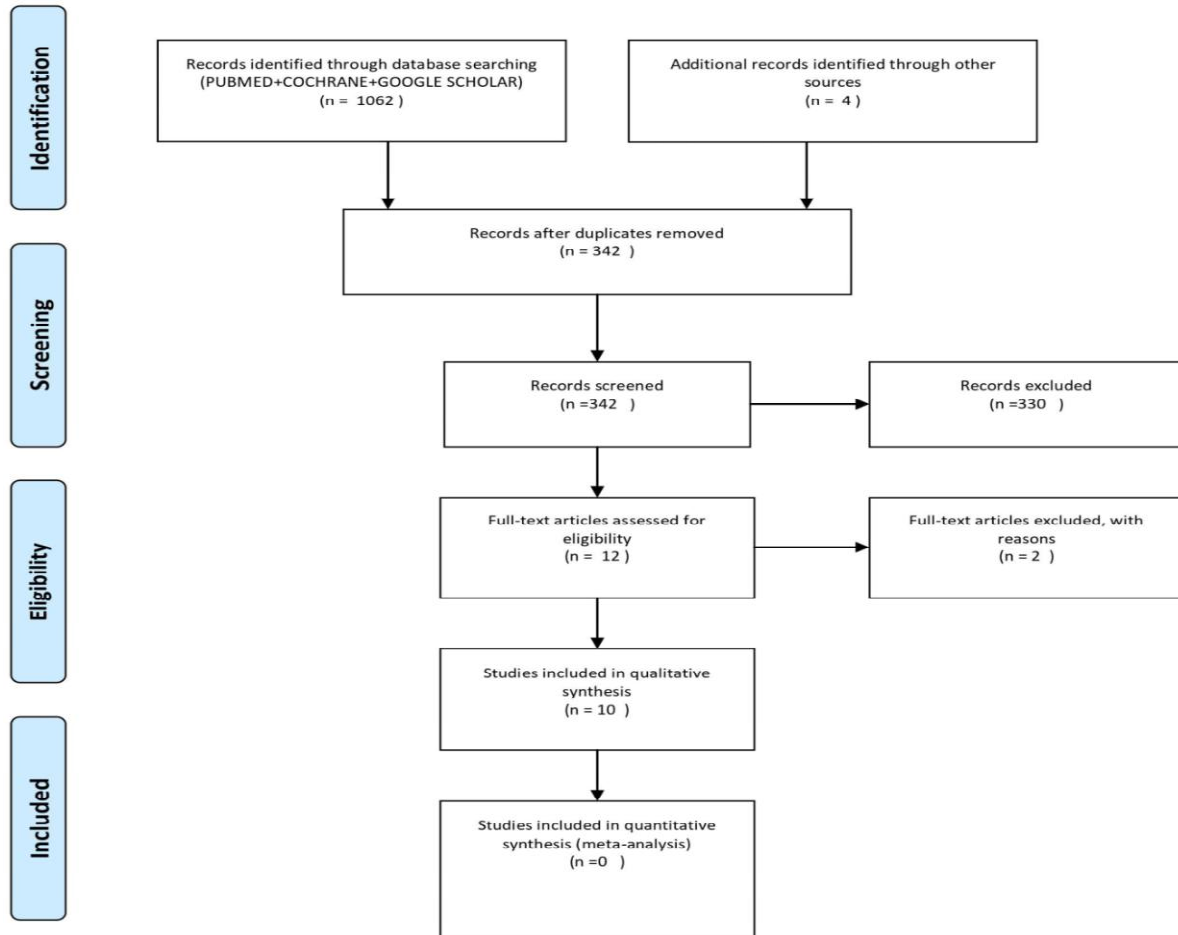 Identification
Records identified through database searching
(PUBMED+COCHRANE+GOOGLE SCHOLAR)
(n = 1062 )
Additional records identified through other
sources
(n = 4 )
Records after duplicates removed
(n = 342 )
Screening
Records screened
(n =342 )
Records excluded
(n =330 )
Eligibility
Full-text articles assessed for
eligibility
(n = 12 )
Full-text articles excluded, with
reasons
(n = 2 )
Studies included in qualitative
synthesis
(n = 10 )
Included
Studies included in quantitative
synthesis (meta-analysis)
(n =0 )